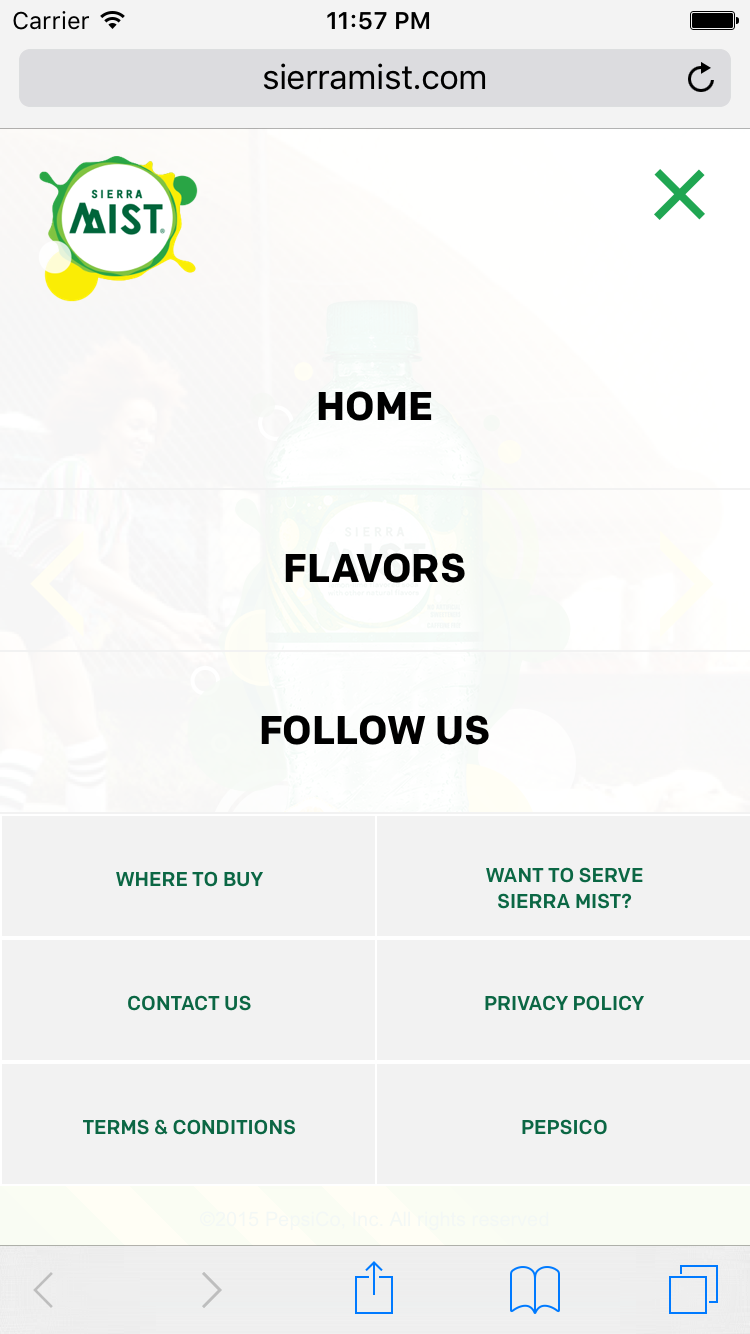 Carrier 11:57 PM
sierramist.com
SIERRA
MIST
HOME
SIERRA
FLAVORS
FOLLOW US
WHERE TO BUY
WANT TO SERVE
SIERRA MIST?
CONTACT US
PRIVACY POLICY
TERMS & CONDITIONS
PEPSICO
©2015 PepsiCo, Inc. All rights reserved